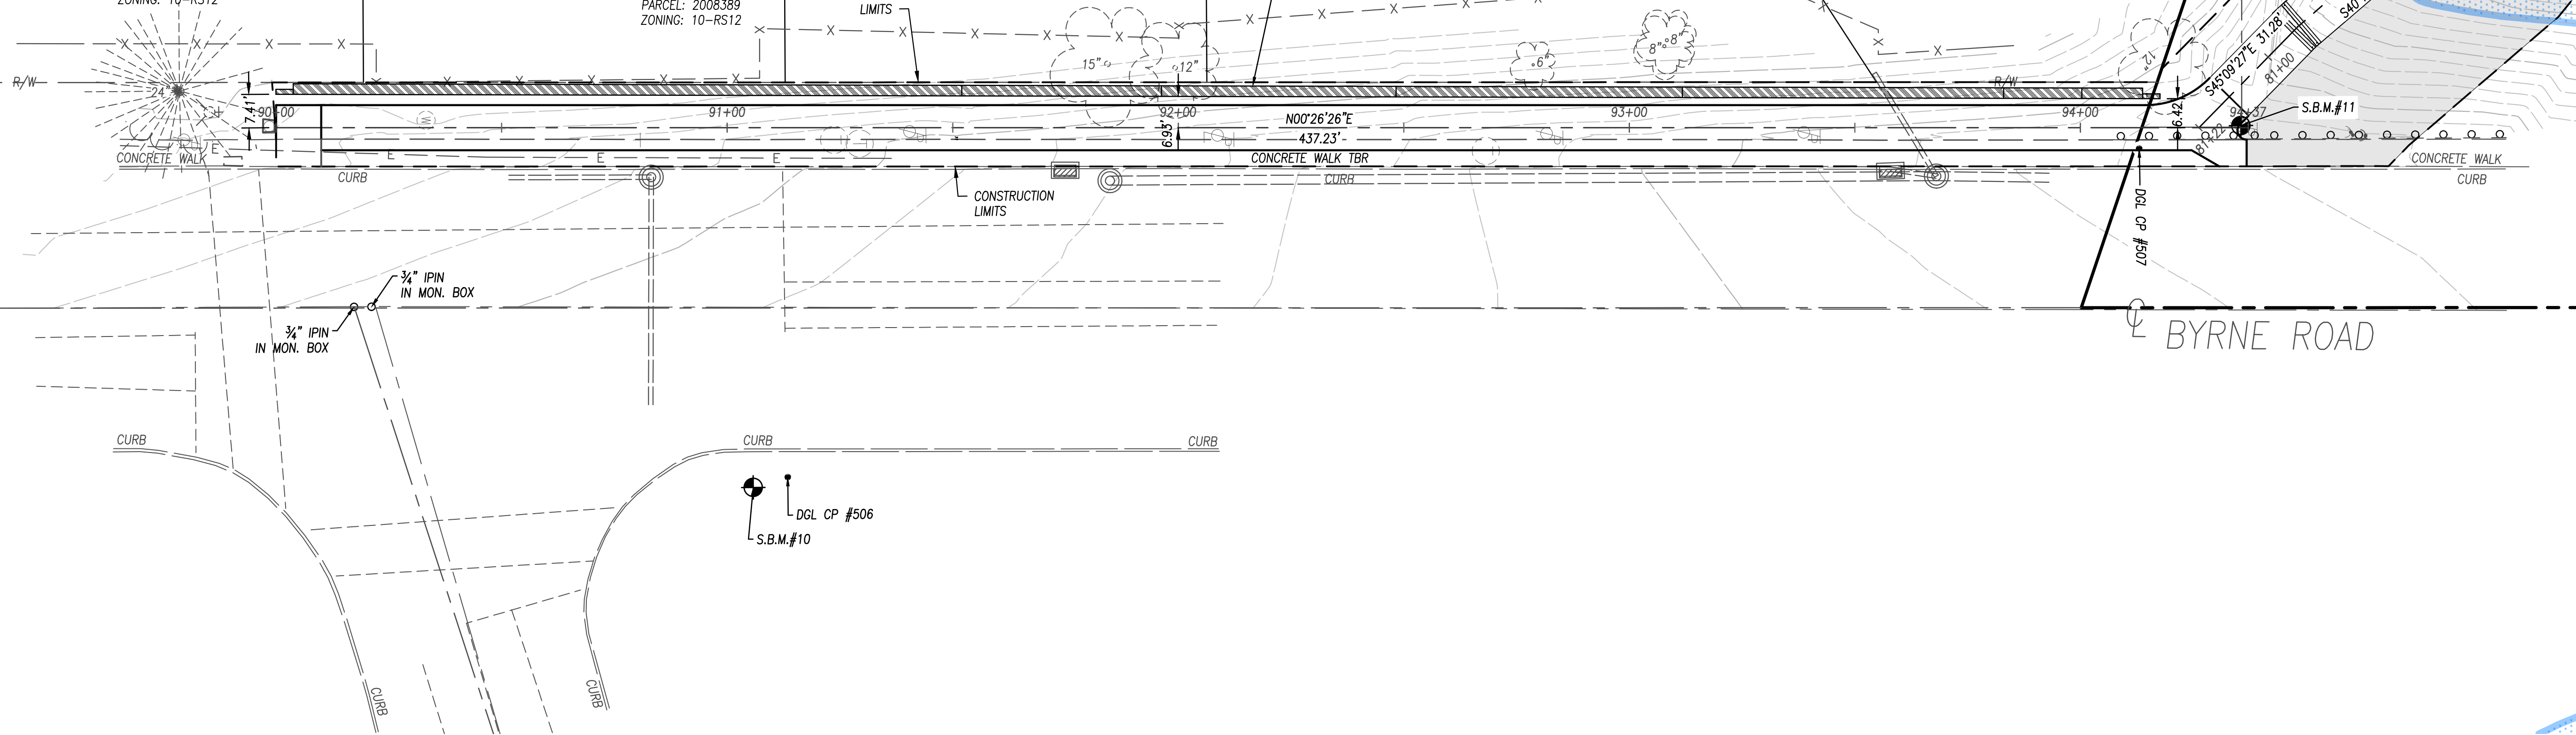 ZONING: 10-RS12
PARCEL: 2008389
ZONING: 10-RS12
LIMITS
R/W
24"
7.41'
90+00
CONCRETE WALK
E
E
E
E
CURB
91+00
15"
12"
92+00
6.93'
N00°26'26"E
437.23'
CONCRETE WALK TBR
CURB
CONSTRUCTION
LIMITS
6"
8"
8"
93+00
R/W
94+00
6.42'
12"
S45°09'27"E 31.28'
81+00
81+22
94+37
S40
S.B.M.#11
CONCRETE WALK
CURB
DGL CP #507
¾" IPIN
IN MON. BOX
¾" IPIN
IN MON. BOX
℄ BYRNE ROAD
CURB
CURB
CURB
DGL CP #506
S.B.M.#10
CURB
CURB